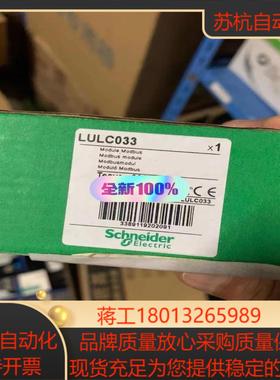 苏杭自动
LULC033
x1
Module, Modbus
Modbus module
Modbusmodul
Módulo Modbus
全新100%
CE
LULC033
3389119202091
Schneider
Electric
蒋工18013265989
自动化
品牌质量放心采购质量保
开票
现货充足为您提供稳定的